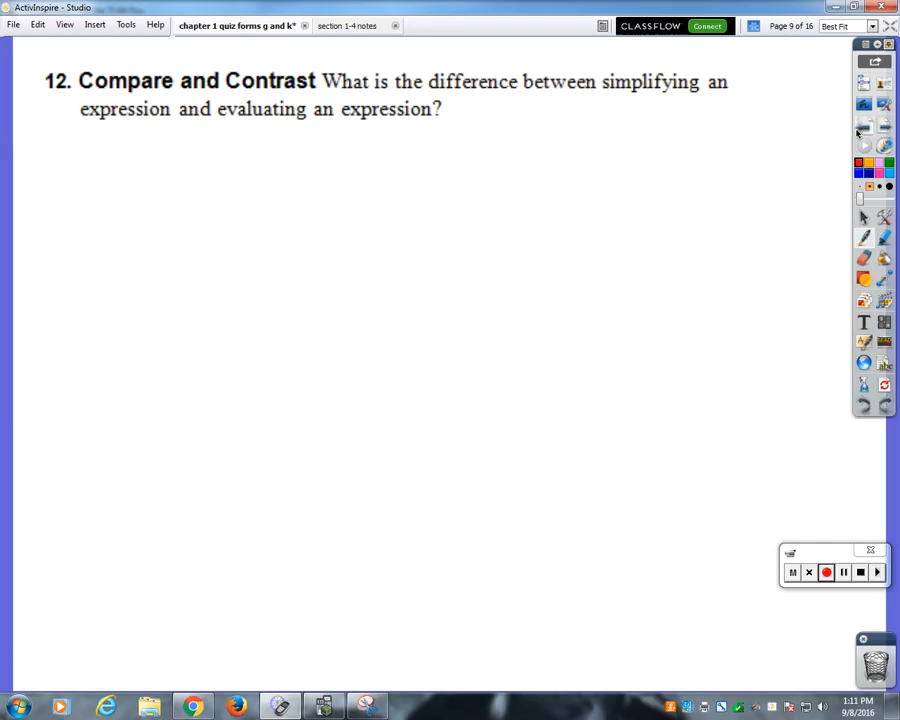 ActivInspire - Studio
File Edit View Insert Tools Help
chapter 1 quiz forms g and k*
section 1-4 notes
CLASSFLOW Connect
Page 9 of 16
Best Fit
12. Compare and Contrast What is the difference between simplifying an
expression and evaluating an expression?
T
abc
M
1:11 PM
9/8/2016